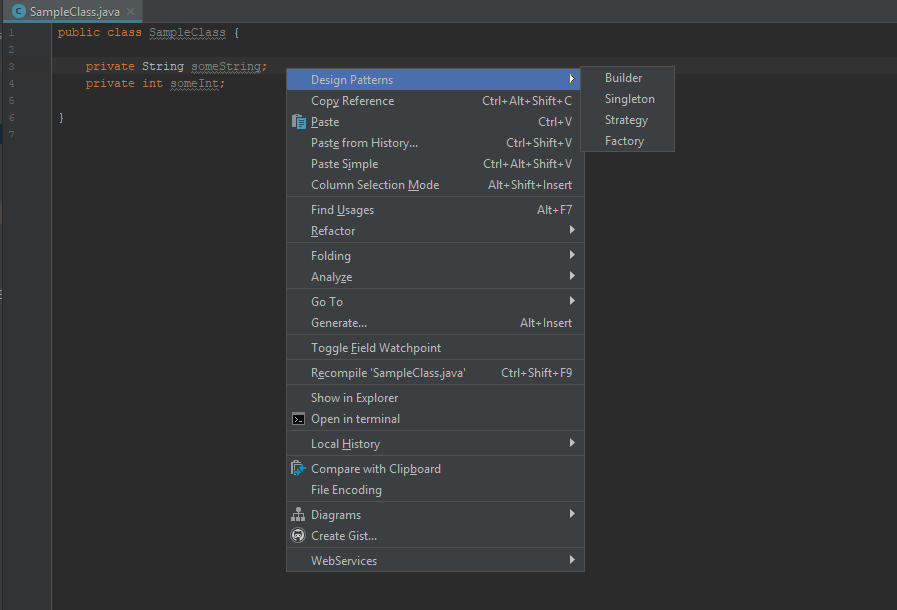 C SampleClass.java
1 public class SampleClass {
2
3 private String someString;
4 private int someInt;
5
6 }
7
Design Patterns
Copy Reference Ctrl+Alt+Shift+C
Paste Ctrl+V
Paste from History... Ctrl+Shift+V
Paste Simple Ctrl+Alt+Shift+V
Column Selection Mode Alt+Shift+Insert
Find Usages Alt+F7
Refactor
Folding
Analyze
Go To
Generate... Alt+Insert
Toggle Field Watchpoint
Recompile 'SampleClass.java' Ctrl+Shift+F9
Show in Explorer
Open in terminal
Local History
Compare with Clipboard
File Encoding
Diagrams
Create Gist...
WebServices
Builder
Singleton
Strategy
Factory